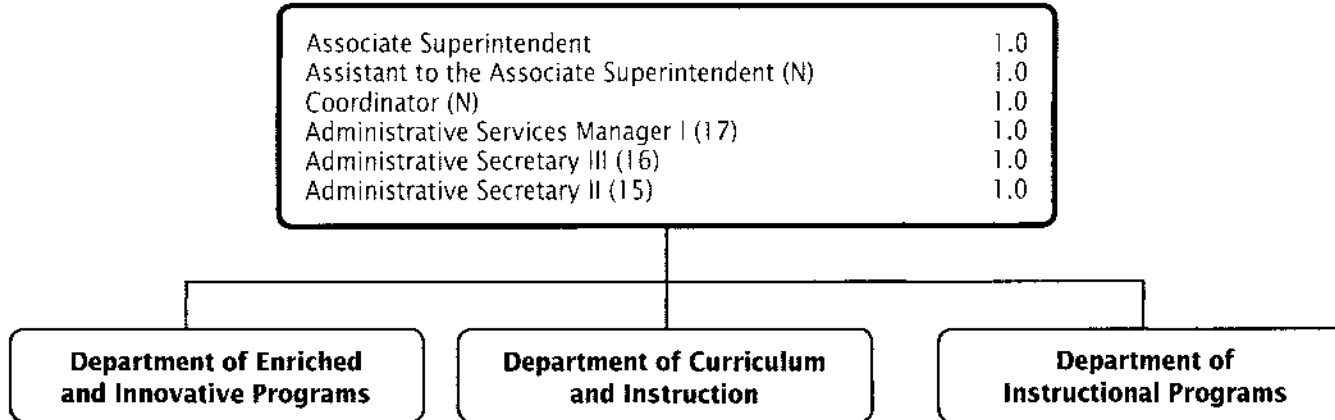 Associate Superintendent 1.0
Assistant to the Associate Superintendent (N) 1.0
Coordinator (N) 1.0
Administrative Services Manager I (17) 1.0
Administrative Secretary III (16) 1.0
Administrative Secretary II (15) 1.0
Department of Enriched
and Innovative Programs
Department of Curriculum
and Instruction
Department of
Instructional Programs